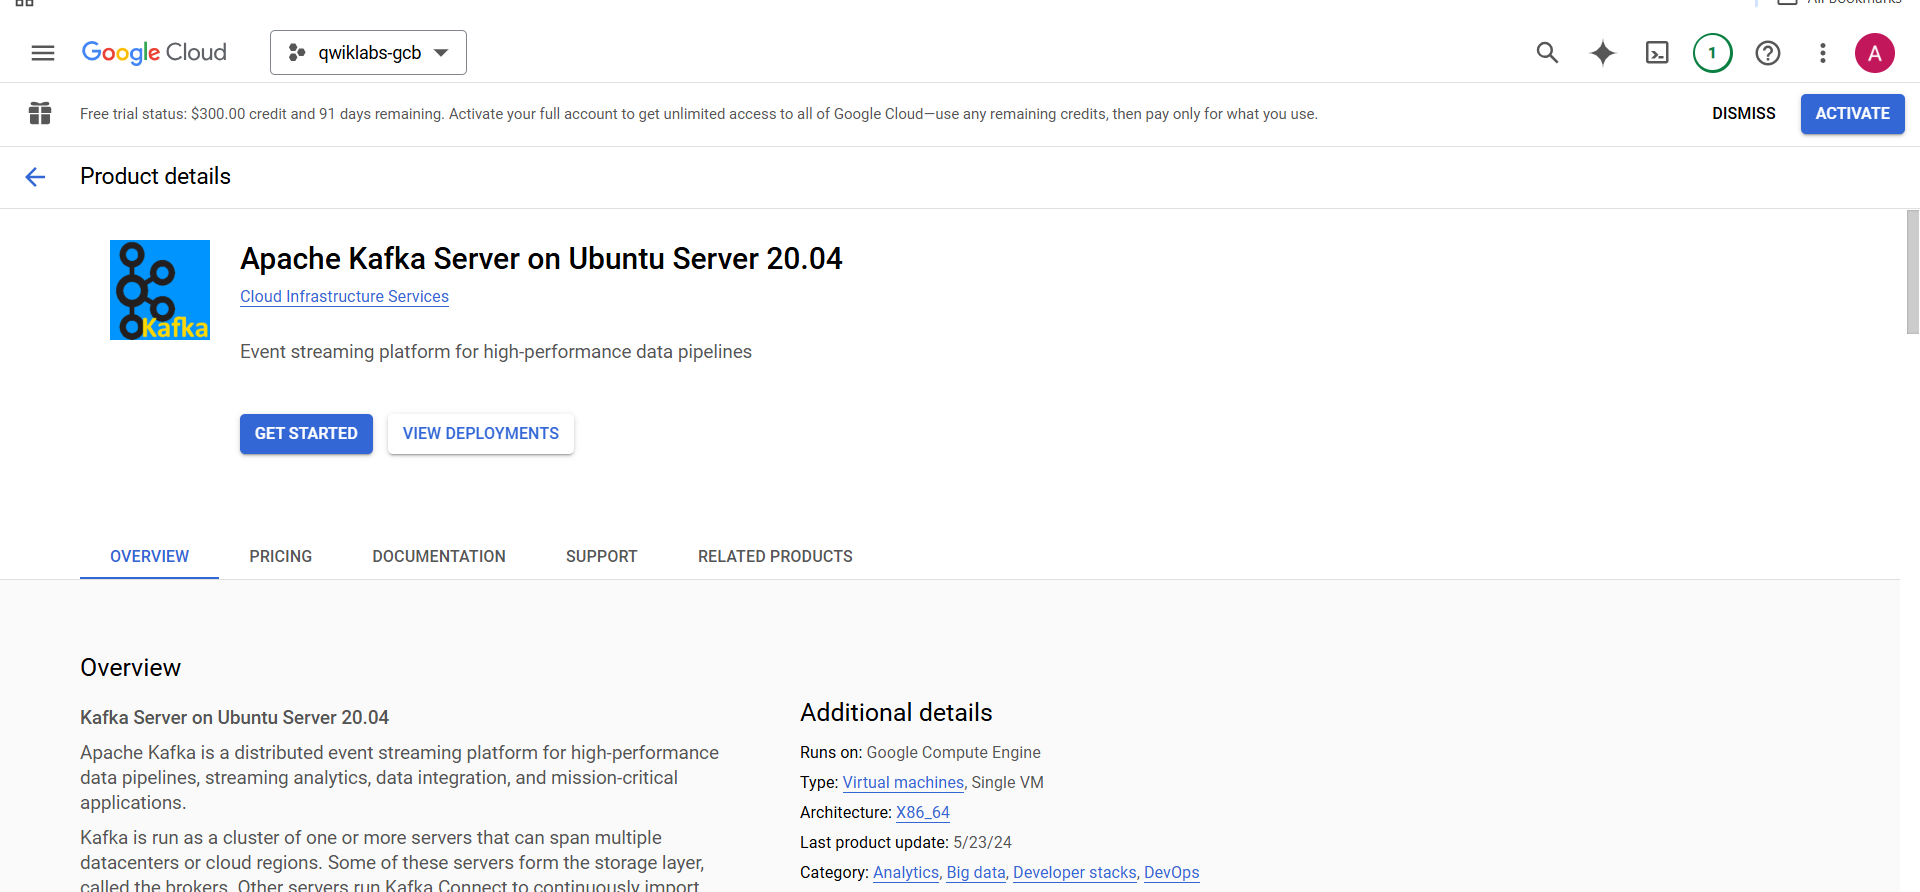 All Bookmarks
Google Cloud
qwiklabs-gcb
1
A
Free trial status: $300.00 credit and 91 days remaining. Activate your full account to get unlimited access to all of Google Cloud—use any remaining credits, then pay only for what you use.
DISMISS
ACTIVATE
Product details
Kafka
Apache Kafka Server on Ubuntu Server 20.04
Cloud Infrastructure Services
Event streaming platform for high-performance data pipelines
GET STARTED
VIEW DEPLOYMENTS
OVERVIEW
PRICING
DOCUMENTATION
SUPPORT
RELATED PRODUCTS
Overview
Kafka Server on Ubuntu Server 20.04
Apache Kafka is a distributed event streaming platform for high-performance
data pipelines, streaming analytics, data integration, and mission-critical
applications.
Kafka is run as a cluster of one or more servers that can span multiple
datacenters or cloud regions. Some of these servers form the storage layer,
called the brokers. Other servers run Kafka Connect to continuously import
Additional details
Runs on: Google Compute Engine
Type: Virtual machines, Single VM
Architecture: X86_64
Last product update: 5/23/24
Category: Analytics, Big data, Developer stacks, DevOps